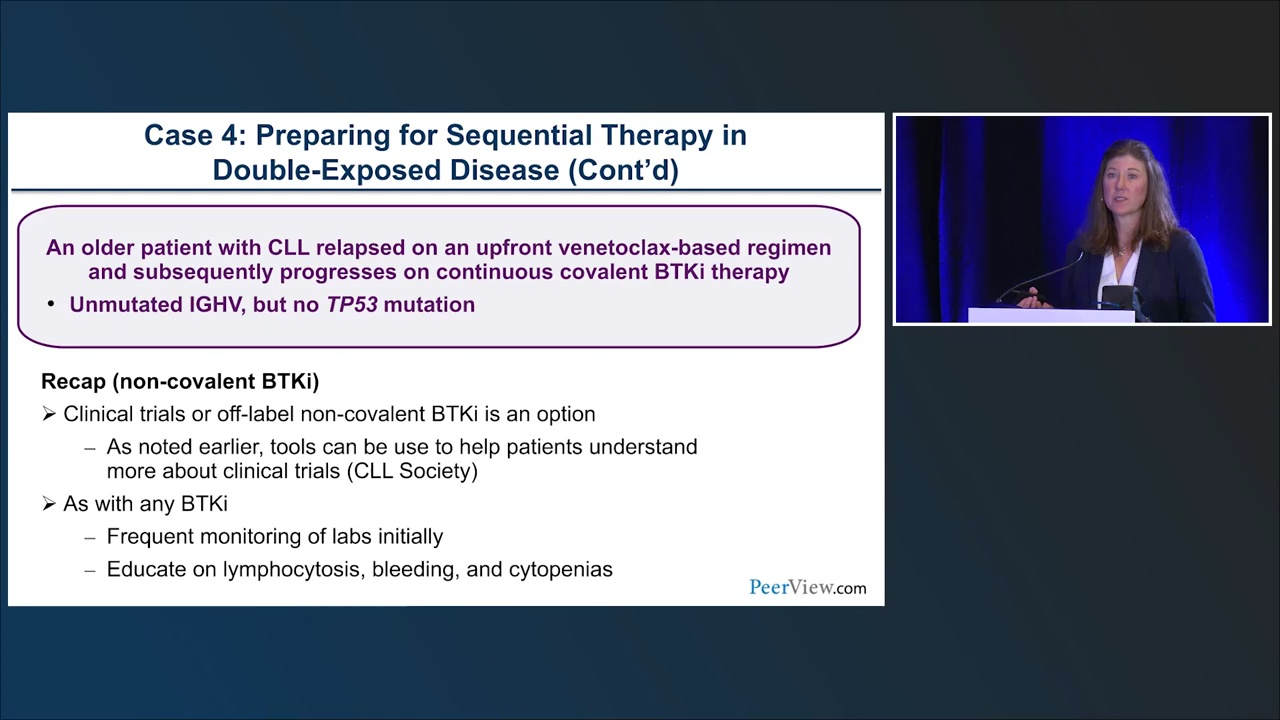 Case 4: Preparing for Sequential Therapy in
Double-Exposed Disease (Cont’d)
An older patient with CLL relapsed on an upfront venetoclax-based regimen
and subsequently progresses on continuous covalent BTKi therapy
• Unmutated IGHV, but no TP53 mutation
Recap (non-covalent BTKi)
➢ Clinical trials or off-label non-covalent BTKi is an option
– As noted earlier, tools can be use to help patients understand
more about clinical trials (CLL Society)
➢ As with any BTKi
– Frequent monitoring of labs initially
– Educate on lymphocytosis, bleeding, and cytopenias
PeerView.com